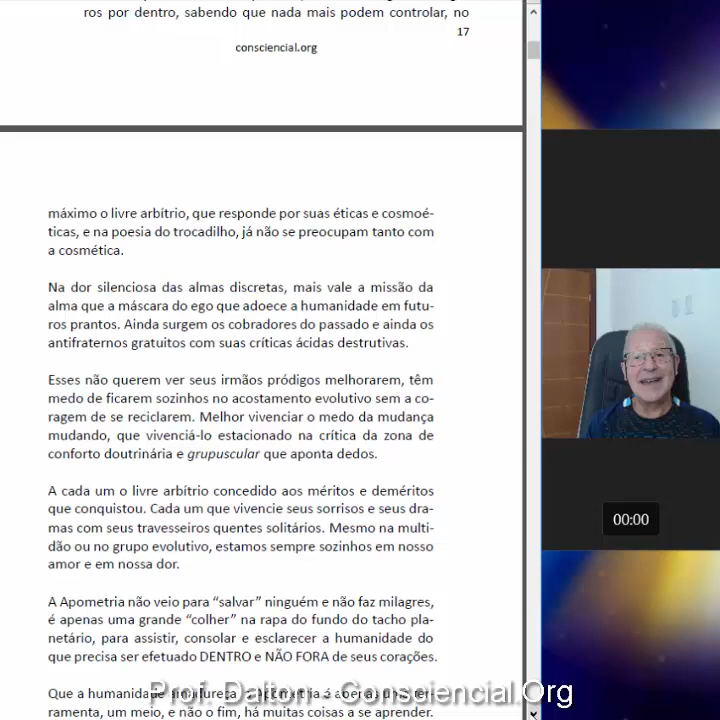 ros por dentro, sabendo que nada mais podem controlar, no
17
consciencial.org
máximo o livre arbítrio, que responde por suas éticas e cosmoé-
ticas, e na poesia do trocadilho, já não se preocupam tanto com
a cosmética.
Na dor silenciosa das almas discretas, mais vale a missão da
alma que a máscara do ego que adoece a humanidade em futu-
ros prantos. Ainda surgem os cobradores do passado e ainda os
antifraternos gratuitos com suas críticas ácidas destrutivas.
Esses não querem ver seus irmãos pródigos melhorarem, têm
medo de ficarem sozinhos no acostamento evolutivo sem a co-
ragem de se reciclarem. Melhor vivenciar o medo da mudança
mudando, que vivenciá-lo estacionado na crítica da zona de
conforto doutrinária e grupuscular que aponta dedos.
A cada um o livre arbítrio concedido aos méritos e deméritos
que conquistou. Cada um que vivencie seus sorrisos e seus dra-
mas com seus travesseiros quentes solitários. Mesmo na multi-
dão ou no grupo evolutivo, estamos sempre sozinhos em nosso
amor e em nossa dor.
A Apometria não veio para “salvar” ninguém e não faz milagres,
é apenas uma grande “colher” na rapa do fundo do tacho pla-
netário, para assistir, consolar e esclarecer a humanidade do
que precisa ser efetuado DENTRO e NÃO FORA de seus corações.
Que a humanidade amadureça, a Apometria é apenas uma fer-
ramenta, um meio, e não o fim, há muitas coisas a se aprender.
00:00
Prof. Dalton - Consciencial.Org